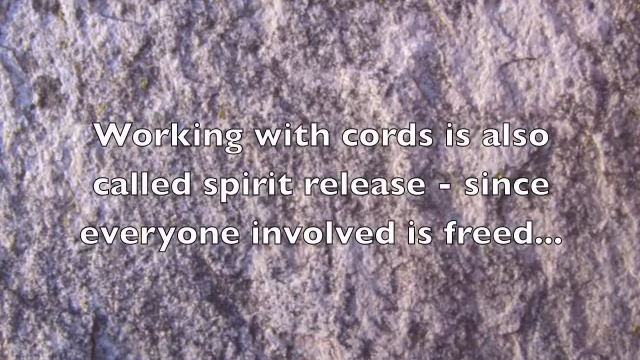 Working with cords is also
called spirit release - since
everyone involved is freed...